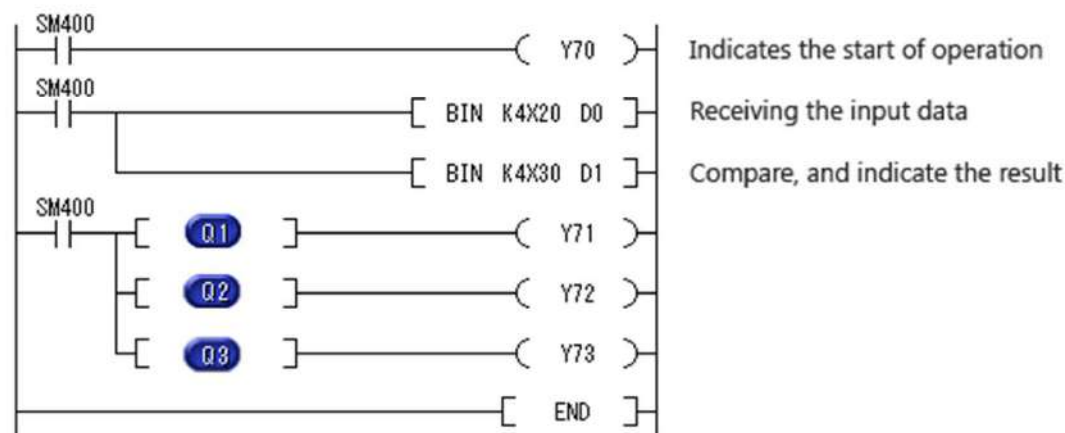 SM400
Y70 Indicates the start of operation
SM400
BIN K4X20 D0 Receiving the input data
BIN K4X30 D1 Compare, and indicate the result
SM400
Q1 Y71
Q2 Y72
Q3 Y73
END